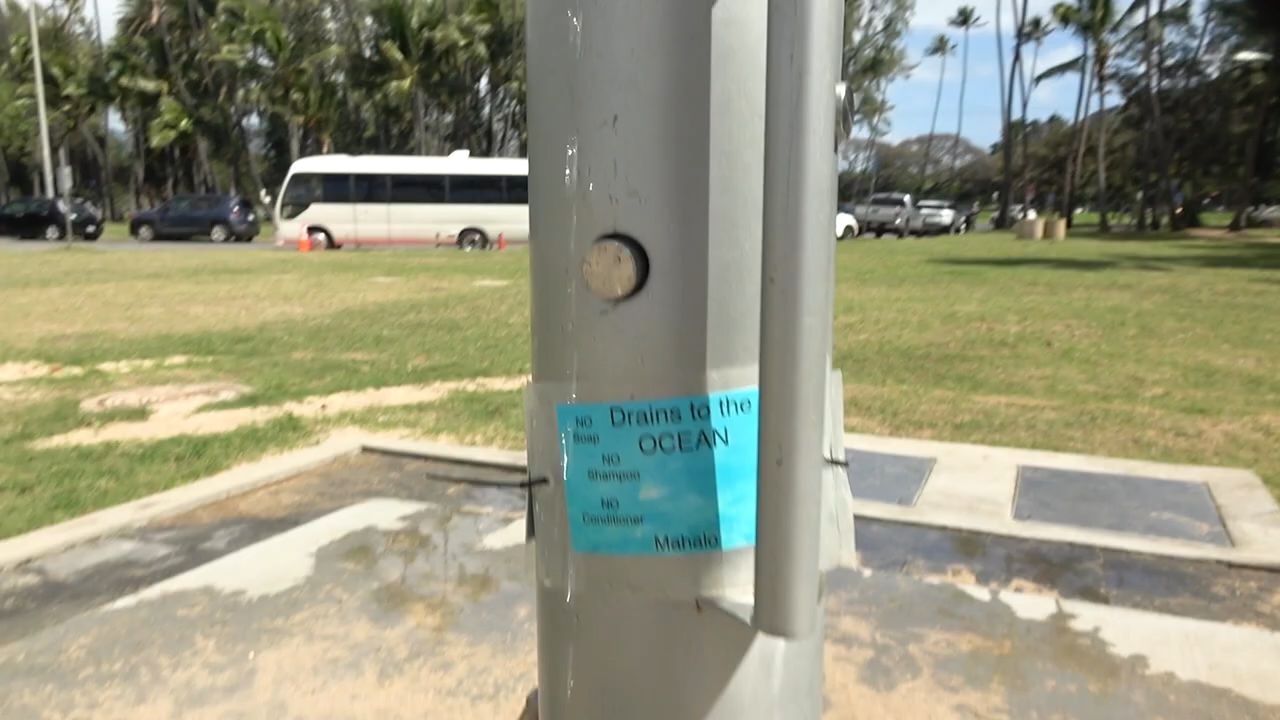 Drains to the
OCEAN
NO
Soap
NO
Shampoo
NO
Conditioner
Mahalo